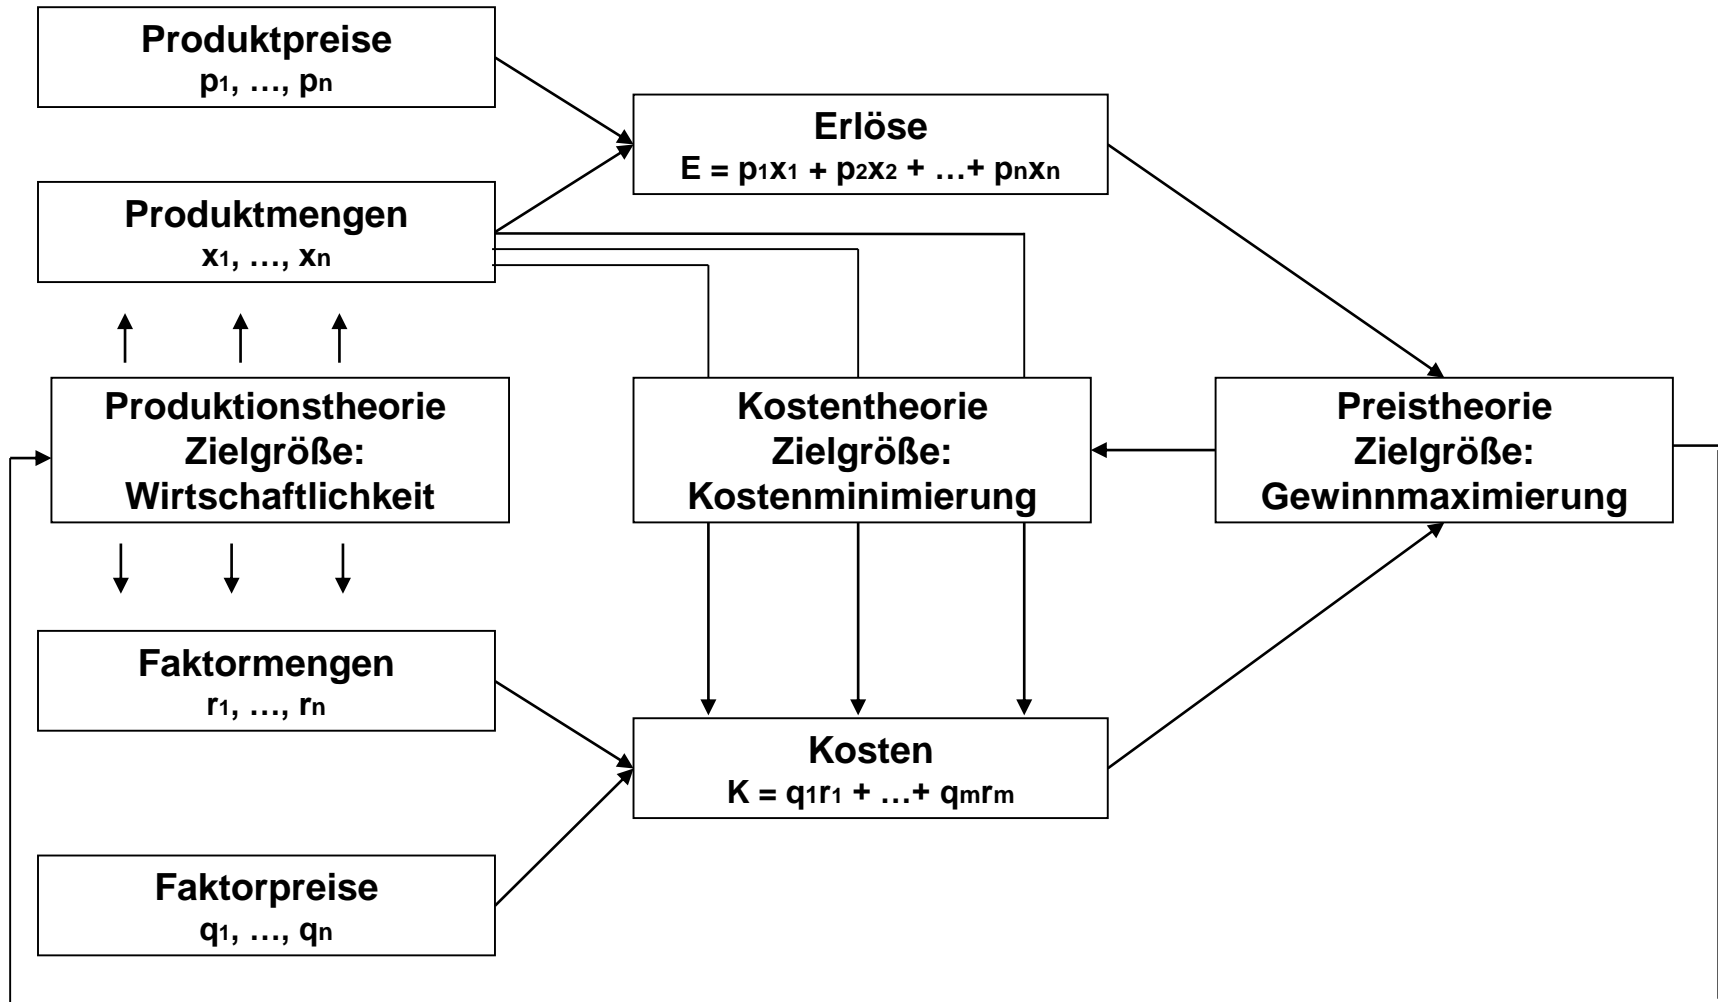 Produktpreise
p1, …, pn
Erlöse
E = p1x1 + p2x2 + …+ pnxn
Produktmengen
x1, …, xn
Produktionstheorie
Zielgröße:
Wirtschaftlichkeit
Kostentheorie
Zielgröße:
Kostenminimierung
Preistheorie
Zielgröße:
Gewinnmaximierung
Faktormengen
r1, …, rn
Kosten
K = q1r1 + …+ qmrm
Faktorpreise
q1, …, qn